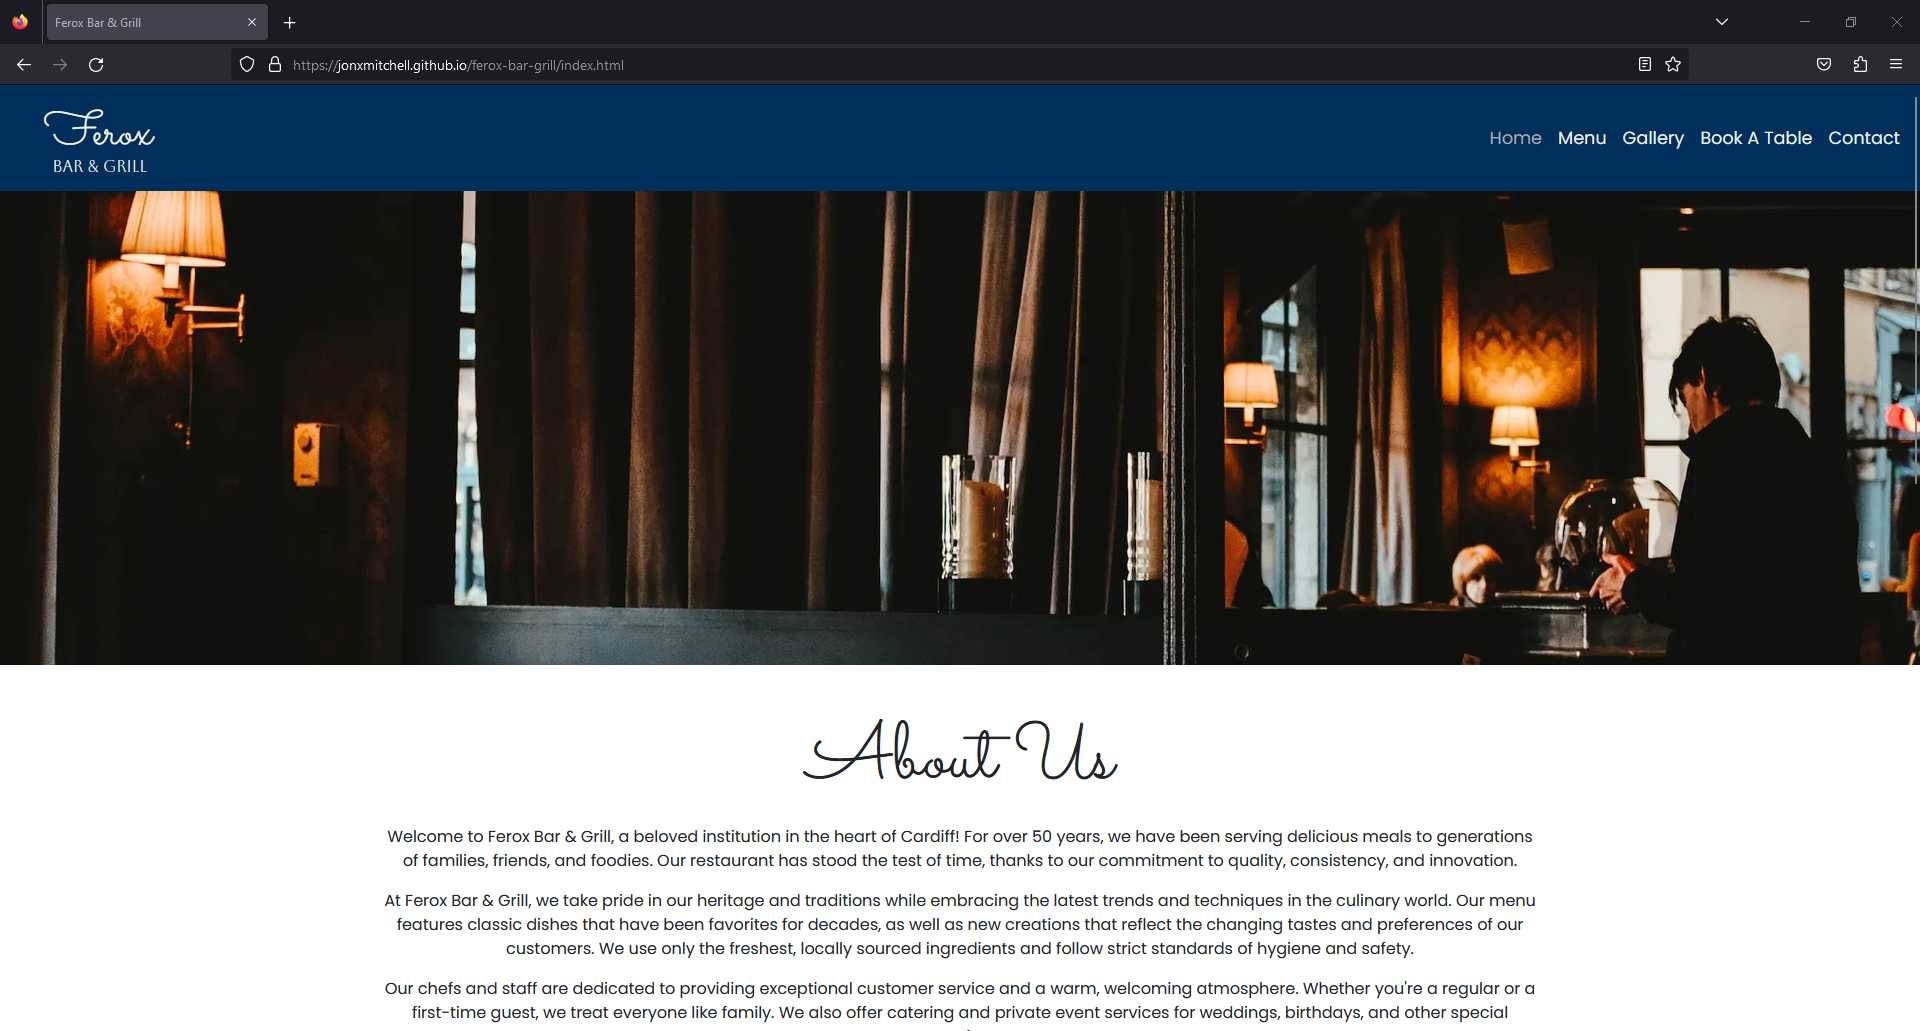 Ferox Bar & Grill
https://jonxmitchell.github.io/ferox-bar-grill/index.html
Ferox
BAR & GRILL
Home Menu Gallery Book A Table Contact
About Us
Welcome to Ferox Bar & Grill, a beloved institution in the heart of Cardiff! For over 50 years, we have been serving delicious meals to generations
of families, friends, and foodies. Our restaurant has stood the test of time, thanks to our commitment to quality, consistency, and innovation.
At Ferox Bar & Grill, we take pride in our heritage and traditions while embracing the latest trends and techniques in the culinary world. Our menu
features classic dishes that have been favorites for decades, as well as new creations that reflect the changing tastes and preferences of our
customers. We use only the freshest, locally sourced ingredients and follow strict standards of hygiene and safety.
Our chefs and staff are dedicated to providing exceptional customer service and a warm, welcoming atmosphere. Whether you're a regular or a
first-time guest, we treat everyone like family. We also offer catering and private event services for weddings, birthdays, and other special